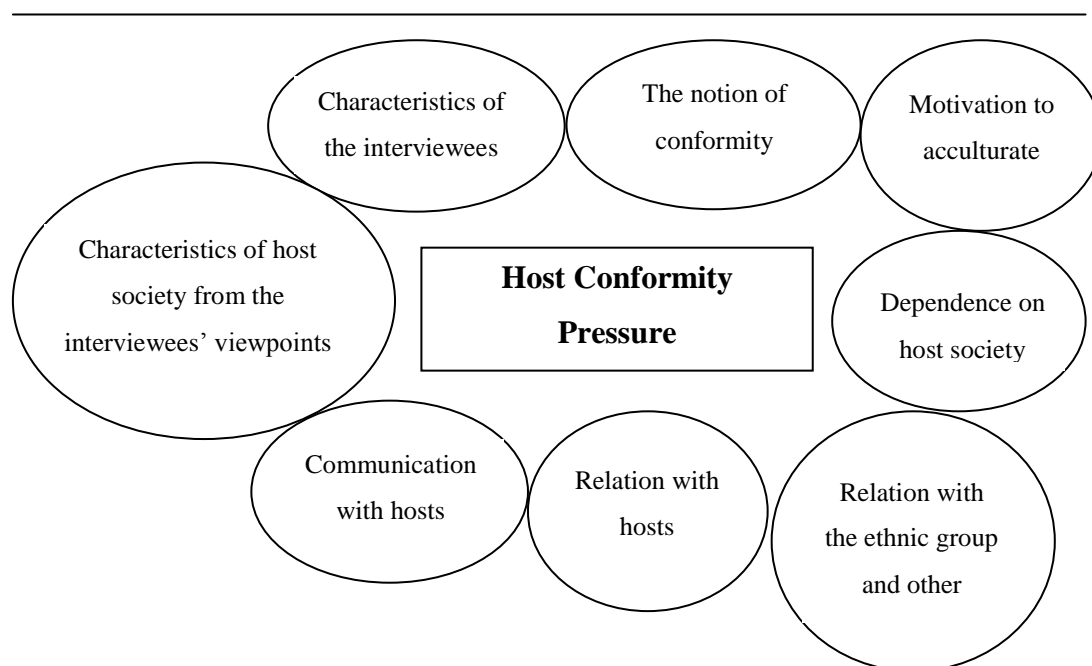 Characteristics of
the interviewees
The notion of
conformity
Motivation to
acculturate
Characteristics of host
society from the
interviewees’ viewpoints
Host Conformity
Pressure
Dependence on
host society
Communication
with hosts
Relation with
hosts
Relation with
the ethnic group
and other